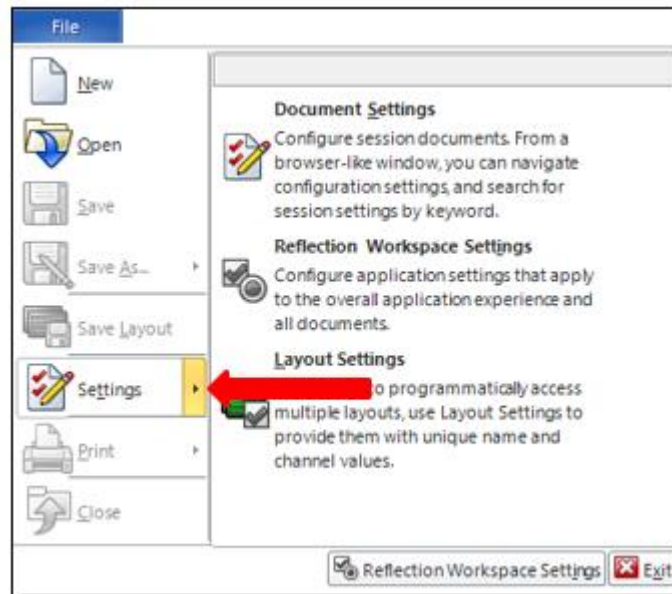 File
New
Open
Save
Save As...
Save Layout
Settings
Print
Close
Document Settings
Configure session documents. From a
browser-like window, you can navigate
configuration settings, and search for
session settings by keyword.
Reflection Workspace Settings
Configure application settings that apply
to the overall application experience and
all documents.
Layout Settings
o programmatically access
multiple layouts, use Layout Settings to
provide them with unique name and
channel values.
Reflection Workspace Settings
Exit